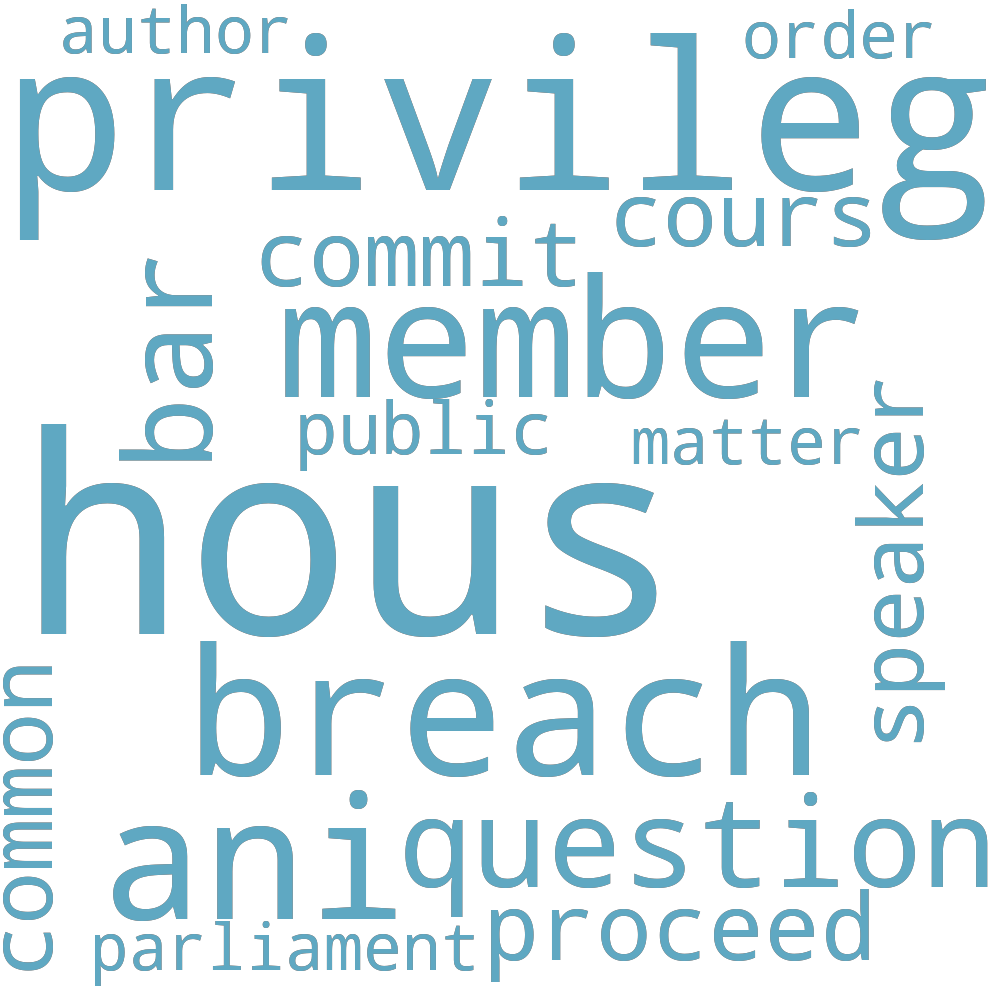 author
order
privileg
cours
commit
bar
member
public
matter
speaker
hous
breach
common
ani
question
proceed
parliament